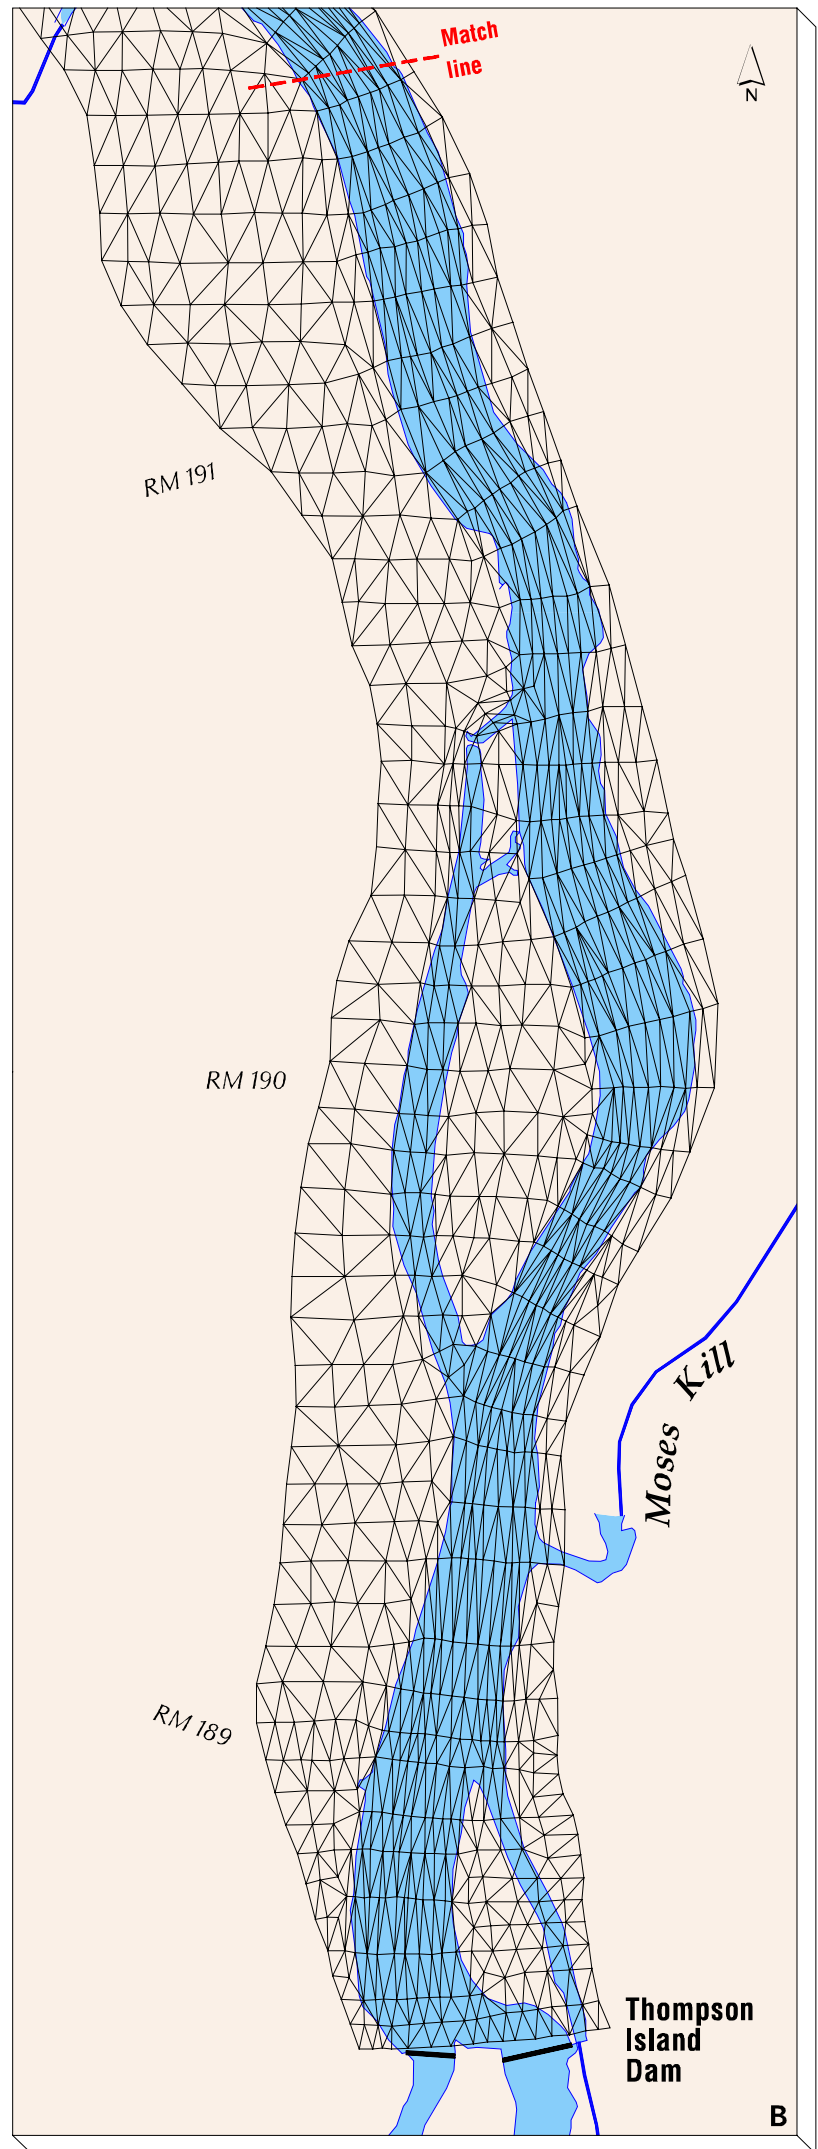 Match
line
N
RM 191
RM 190
Kill
Moses
RM 189
Thompson
Island
Dam
B